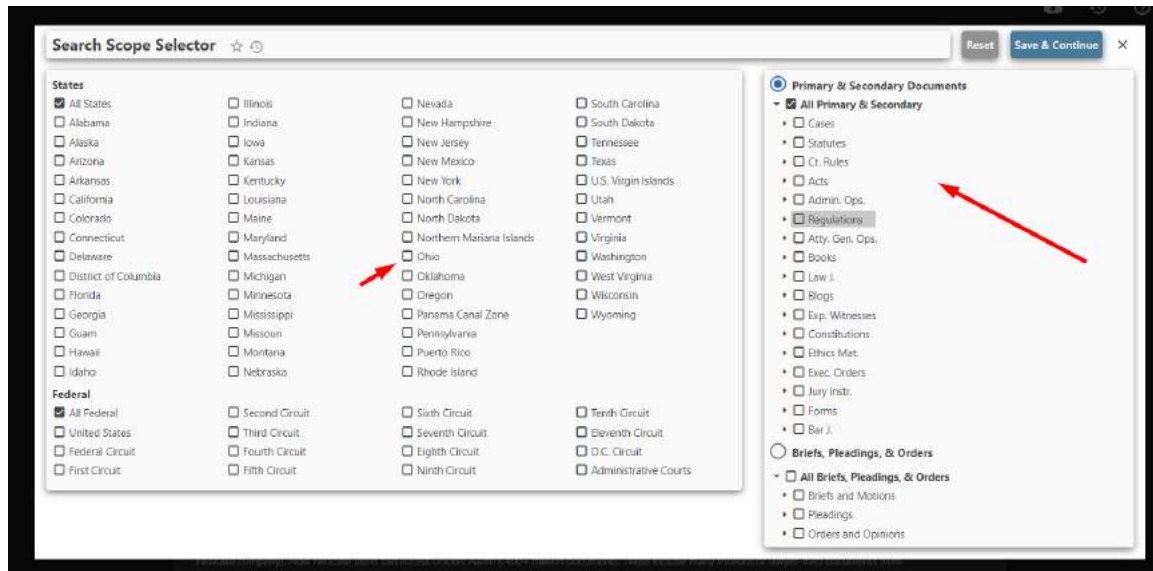 Search Scope Selector
Reset
Save & Continue
States
All States
Alabama
Alaska
Arizona
Arkansas
California
Colorado
Connecticut
Delaware
District of Columbia
Florida
Georgia
Guam
Hawaii
Idaho
Illinois
Indiana
Iowa
Kansas
Kentucky
Louisiana
Maine
Maryland
Massachusetts
Michigan
Minnesota
Mississippi
Missouri
Montana
Nebraska
Nevada
New Hampshire
New Jersey
New Mexico
New York
North Carolina
North Dakota
Northern Mariana Islands
Ohio
Oklahoma
Oregon
Panama Canal Zone
Pennsylvania
Puerto Rico
Rhode Island
South Carolina
South Dakota
Tennessee
Texas
U.S. Virgin Islands
Utah
Vermont
Virginia
Washington
West Virginia
Wisconsin
Wyoming
Federal
All Federal
United States
Federal Circuit
First Circuit
Second Circuit
Third Circuit
Fourth Circuit
Fifth Circuit
Sixth Circuit
Seventh Circuit
Eighth Circuit
Ninth Circuit
Tenth Circuit
Eleventh Circuit
D.C. Circuit
Administrative Courts
Primary & Secondary Documents
All Primary & Secondary
Cases
Statutes
Ct. Rules
Acts
Admin. Ops.
Regulations
Atty. Gen. Ops.
Books
Law J.
Blogs
Exp. Witnesses
Constitutions
Ethics Mat.
Exec. Orders
Jury instr.
Forms
Bar J.
Briefs, Pleadings, & Orders
All Briefs, Pleadings, & Orders
Briefs and Motions
Pleadings
Orders and Opinions